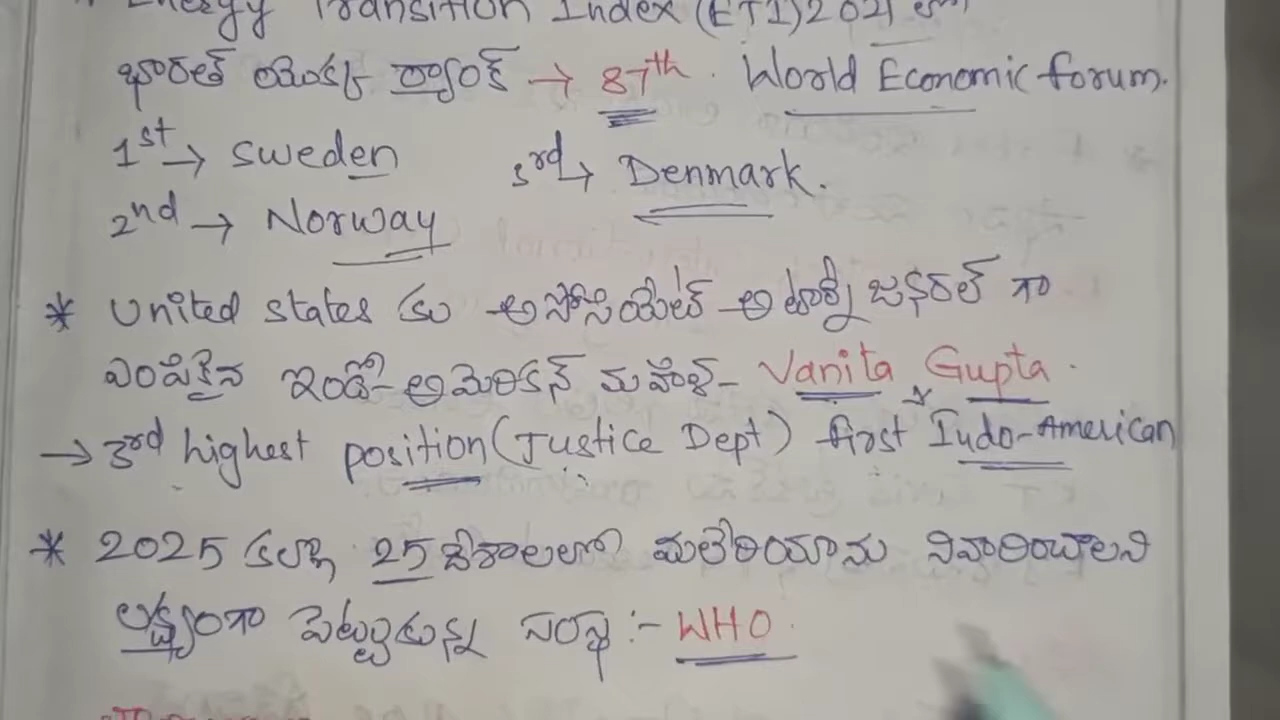 Energy Transition Index (ETI) 2021 లో
భారత్ యొక్క ర్యాంక్ → 87th. World Economic forum.
1st → Sweden 3rd → Denmark.
2nd → Norway
* United states కు అసోసియేట్ అటార్నీ జనరల్ గా
ఎంపికైన ఇండో-అమెరికన్ మహిళ - Vanita Gupta.
→ 3rd highest position (Justice Dept) first Indo-American
* 2025 కల్లా 25 దేశాలలో మలేరియాను నివారించాలని
లక్ష్యంగా పెట్టుకున్న సంస్థ :- WHO.